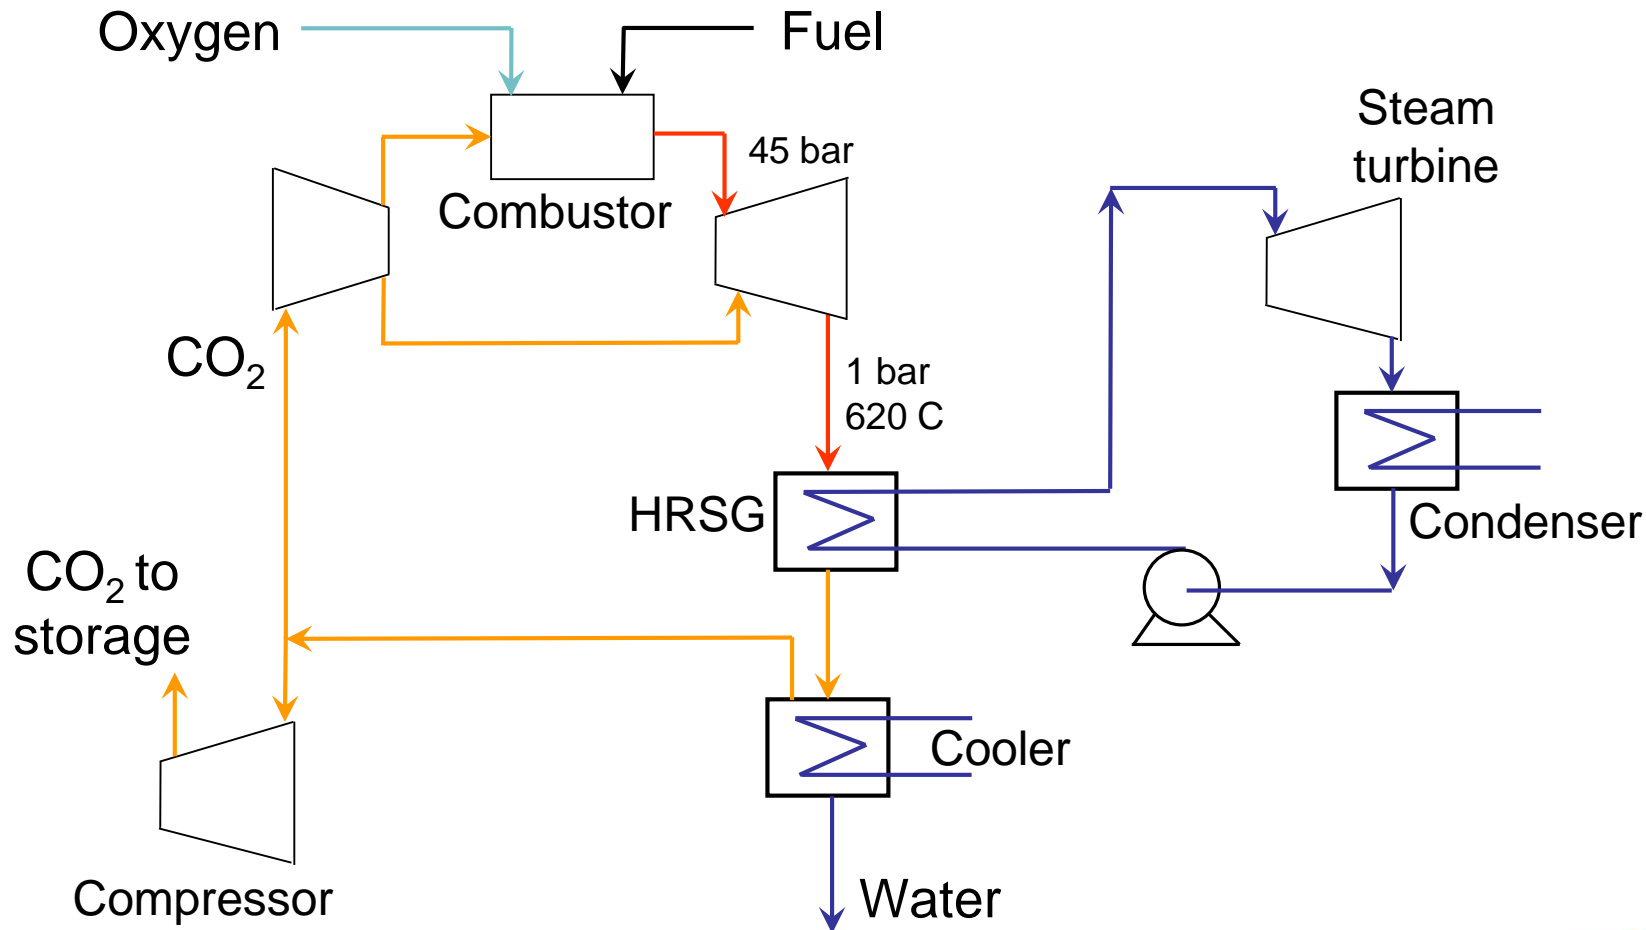 Oxygen
Fuel
45 bar
Combustor
Steam
turbine
CO₂
1 bar
620 C
HRSG
Condenser
CO₂ to
storage
Cooler
Compressor
Water